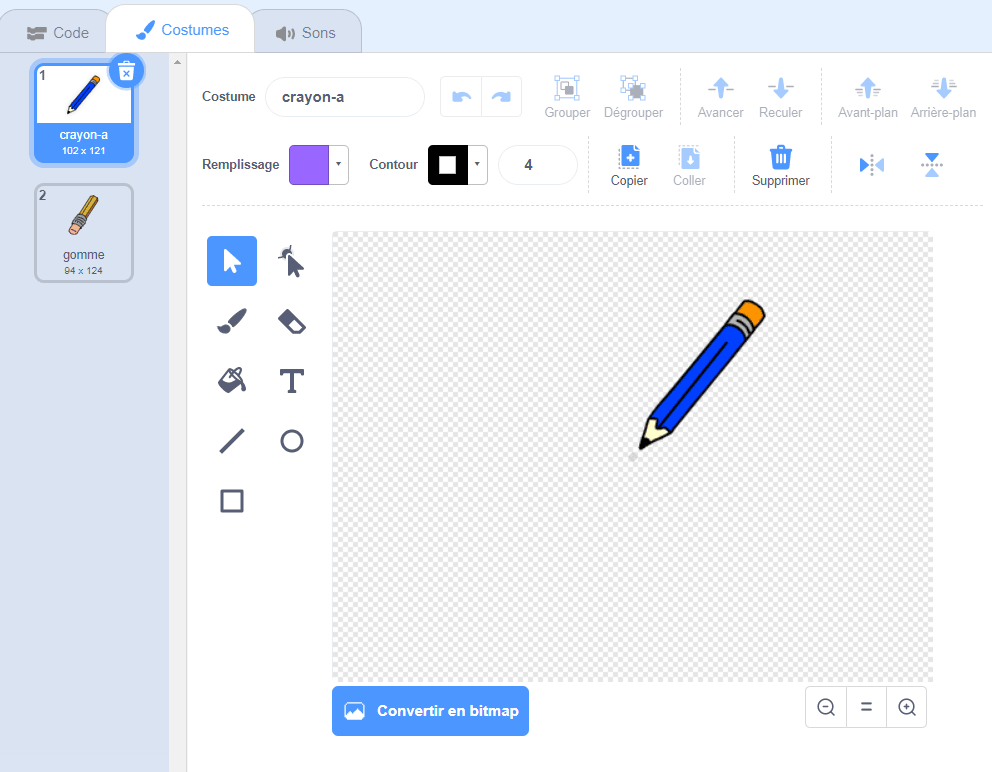 Code
Costumes
Sons
1
crayon-a
102 x 121
2
gomme
94 x 124
Costume
crayon-a
Grouper
Dégrouper
Avancer
Reculer
Avant-plan
Arrière-plan
Remplissage
Contour
4
Copier
Coller
Supprimer
T
Convertir en bitmap